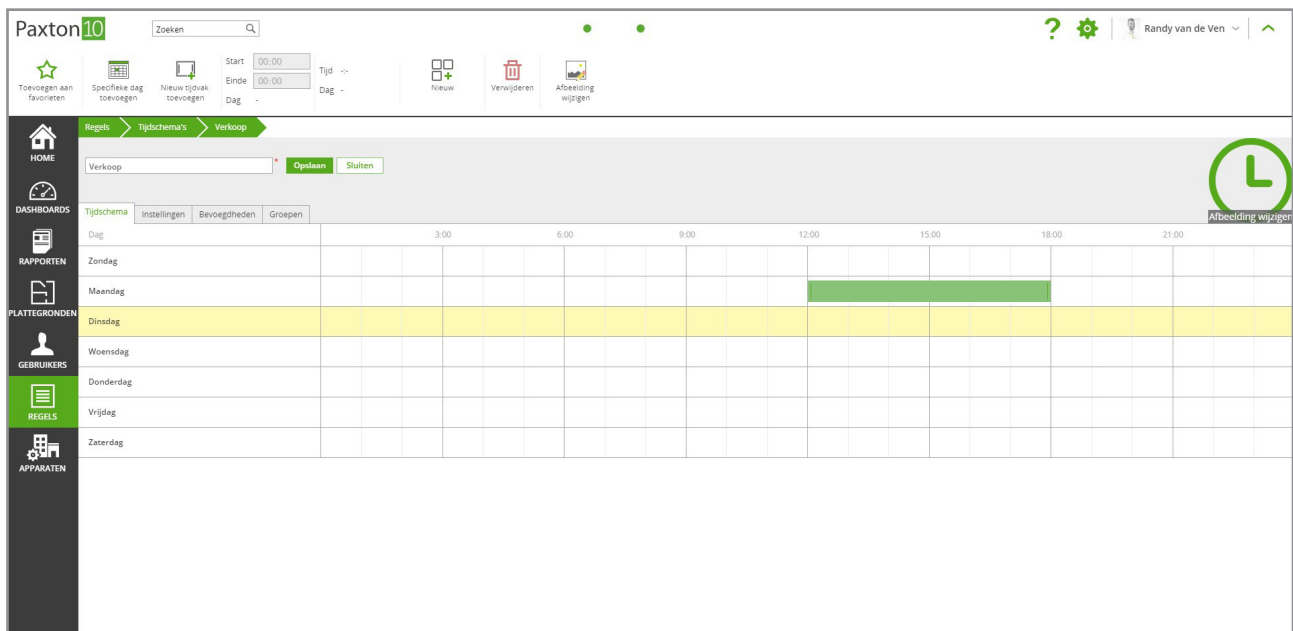 Paxton10
Zoeken
?
Randy van de Ven
Toevoegen aan
favorieten
Specifieke dag
toevoegen
Nieuw tijdvak
toevoegen
Start 00:00
Einde 00:00
Dag -
Tijd -:-
Dag -
Nieuw
Verwijderen
Afbeelding
wijzigen
HOME
DASHBOARDS
RAPPORTEN
PLATTEGRONDEN
GEBRUIKERS
REGELS
APPARATEN
Regels Tijdschema's Verkoop
Verkoop * Opslaan Sluiten
Afbeelding wijzigen
Tijdschema Instellingen Bevoegdheden Groepen
Dag 3:00 6:00 9:00 12:00 15:00 18:00 21:00
Zondag
Maandag
Dinsdag
Woensdag
Donderdag
Vrijdag
Zaterdag